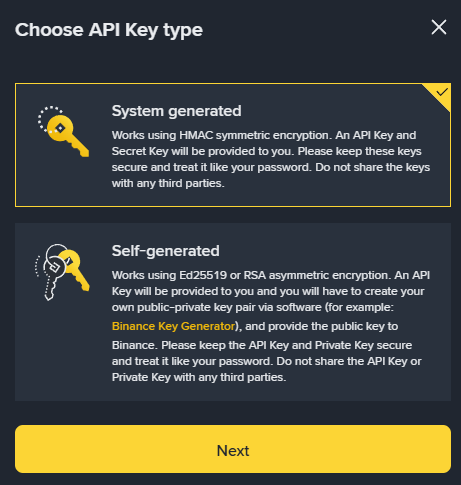 Choose API Key type
System generated
Works using HMAC symmetric encryption. An API Key and
Secret Key will be provided to you. Please keep these keys
secure and treat it like your password. Do not share the keys
with any third parties.
Self-generated
Works using Ed25519 or RSA asymmetric encryption. An API
Key will be provided to you and you will have to create your
own public-private key pair via software (for example:
Binance Key Generator), and provide the public key to
Binance. Please keep the API Key and Private Key secure
and treat it like your password. Do not share the API Key or
Private Key with any third parties.
Next